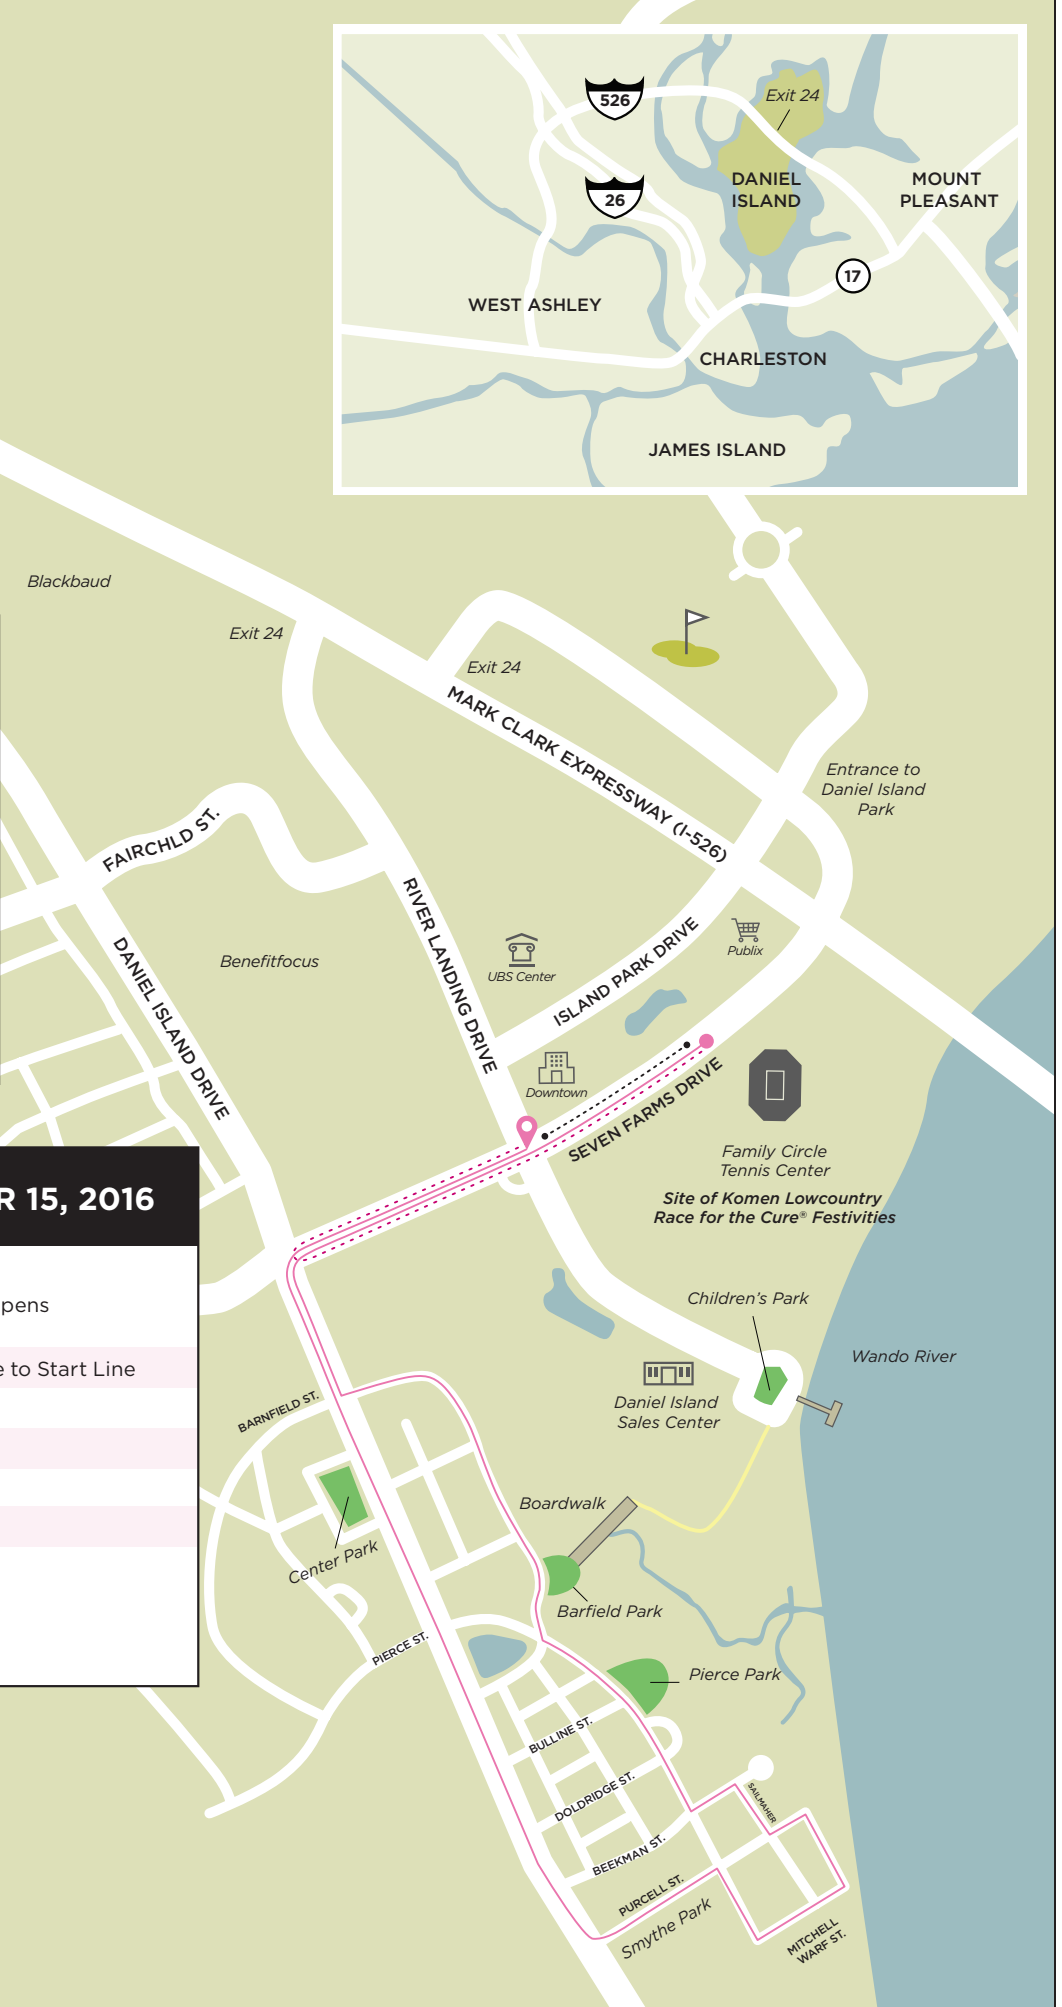 526
Exit 24
26
DANIEL
ISLAND
MOUNT
PLEASANT
17
WEST ASHLEY
CHARLESTON
JAMES ISLAND
Blackbaud
Exit 24
Exit 24
MARK CLARK EXPRESSWAY (I-526)
Entrance to
Daniel Island
Park
FAIRCHLD ST.
RIVER LANDING DRIVE
DANIEL ISLAND DRIVE
Benefitfocus
UBS Center
ISLAND PARK DRIVE
Publix
Downtown
SEVEN FARMS DRIVE
Family Circle
Tennis Center
Site of Komen Lowcountry
Race for the Cure® Festivities
R 15, 2016
pens
e to Start Line
Children's Park
Wando River
Daniel Island
Sales Center
BARNFIELD ST.
Center Park
Boardwalk
Barfield Park
PIERCE ST.
Pierce Park
BULLINE ST.
DOLDRIDGE ST.
SAILMAHER
BEEKMAN ST.
PURCELL ST.
Smythe Park
MITCHELL
WARF ST.